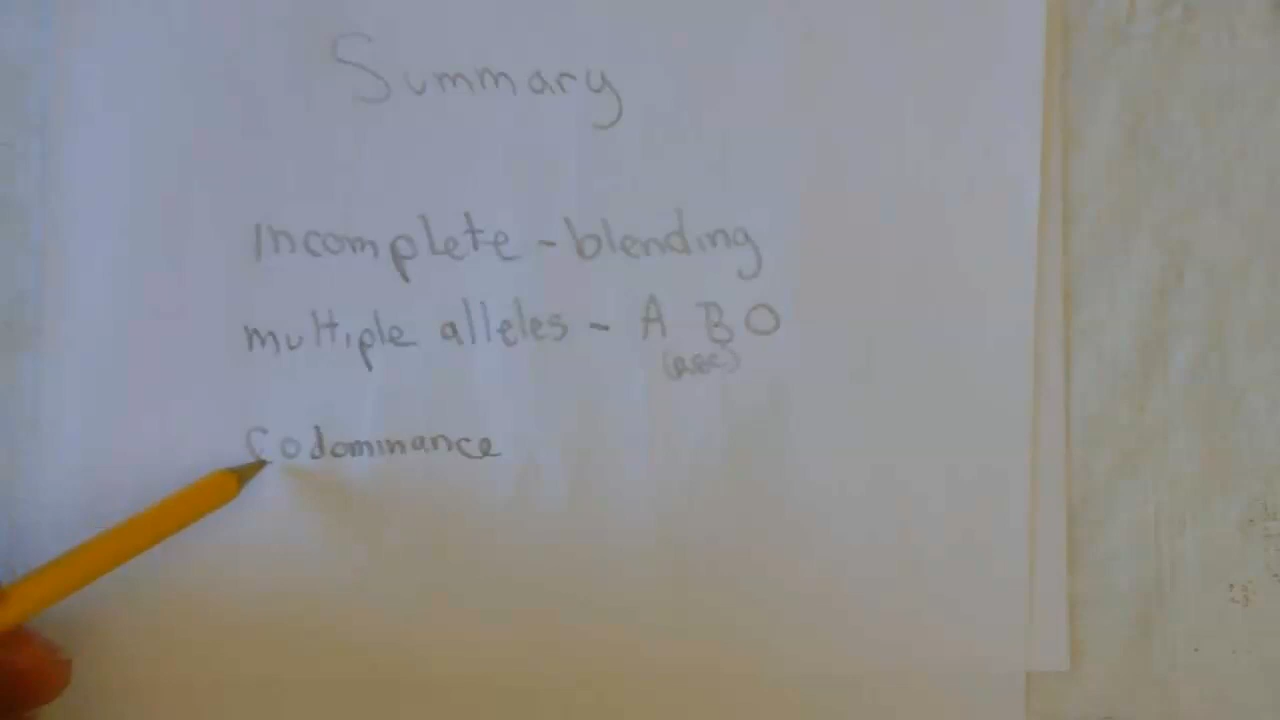 Summary
Incomplete - blending
multiple alleles - A B O
Codominance